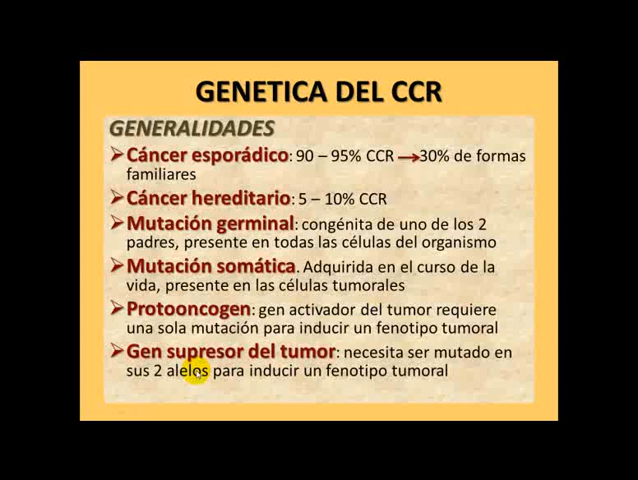 GENETICA DEL CCR
GENERALIDADES
Cáncer esporádico: 90 – 95% CCR → 30% de formas
familiares
Cáncer hereditario: 5 – 10% CCR
Mutación germinal: congénita de uno de los 2
padres, presente en todas las células del organismo
Mutación somática. Adquirida en el curso de la
vida, presente en las células tumorales
Protooncogen: gen activador del tumor requiere
una sola mutación para inducir un fenotipo tumoral
Gen supresor del tumor: necesita ser mutado en
sus 2 alelos para inducir un fenotipo tumoral